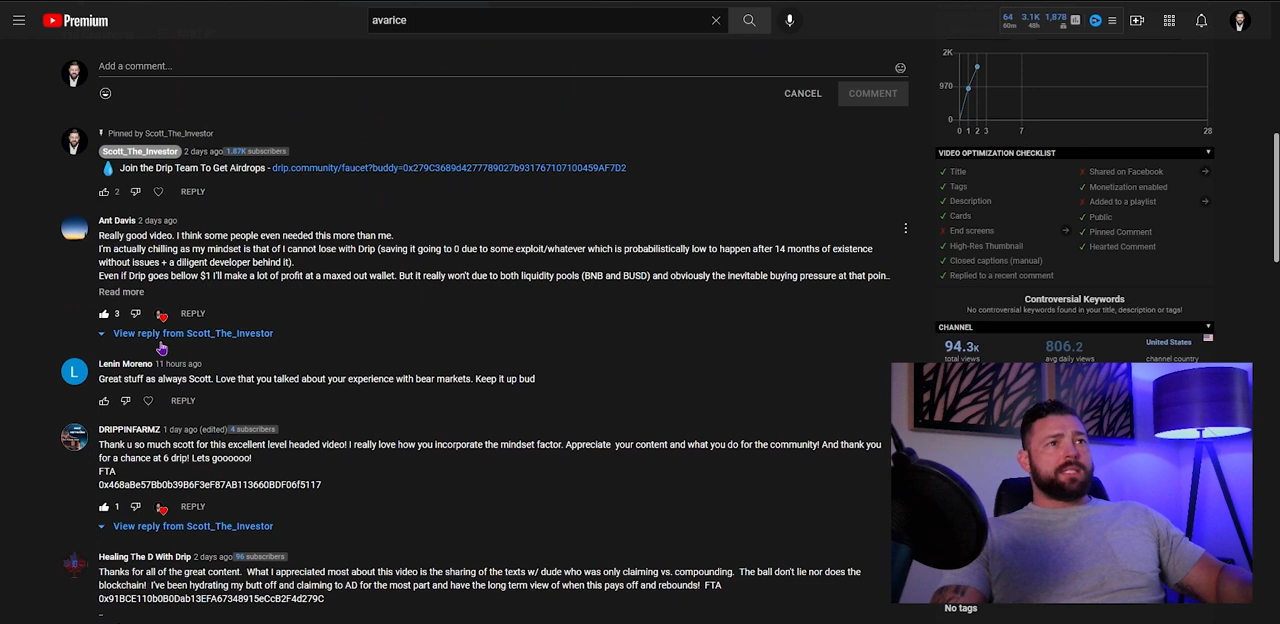 Premium
avarice
64 3.1K 1,878
60m 48h
Add a comment...
CANCEL COMMENT
Pinned by Scott_The_Investor
Scott_The_Investor 2 days ago 1.87K subscribers
Join the Drip Team To Get Airdrops - drip.community/faucet?buddy=0x279C3689d4277789027b931767107100459AF7D2
2 REPLY
Ant Davis 2 days ago
Really good video. I think some people even needed this more than me.
I'm actually chilling as my mindset is that of I cannot lose with Drip (saving it going to 0 due to some exploit/whatever which is probabilistically low to happen after 14 months of existence
without issues + a diligent developer behind it).
Even if Drip goes bellow $1 I'll make a lot of profit at a maxed out wallet. But it really won't due to both liquidity pools (BNB and BUSD) and obviously the inevitable buying pressure at that poin...
Read more
3 REPLY
View reply from Scott_The_Investor
Lenin Moreno 11 hours ago
L
Great stuff as always Scott. Love that you talked about your experience with bear markets. Keep it up bud
REPLY
DRIPPINFARMZ 1 day ago (edited) 4 subscribers
Thank u so much scott for this excellent level headed video! I really love how you incorporate the mindset factor. Appreciate your content and what you do for the community! And thank you
for a chance at 6 drip! Lets goooooo!
FTA
0x468aBe57Bb0b39B6F3eF87AB113660BDF06f5117
1 REPLY
View reply from Scott_The_Investor
Healing The D With Drip 2 days ago 96 subscribers
Thanks for all of the great content. What I appreciated most about this video is the sharing of the texts w/ dude who was only claiming vs. compounding. The ball don't lie nor does the
blockchain! I've been hydrating my butt off and claiming to AD for the most part and have the long term view of when this pays off and rebounds! FTA
0x91BCE110b0B0Dab13EFA67348915eCcB2F4d279C
2K
970
0
0 1 2 3 7 28
VIDEO OPTIMIZATION CHECKLIST
Title
Tags
Description
Cards
End screens
High-Res Thumbnail
Closed captions (manual)
Replied to a recent comment
Shared on Facebook
Monetization enabled
Added to a playlist
Public
Pinned Comment
Hearted Comment
Controversial Keywords
No controversial keywords found in your title, description or tags!
CHANNEL
94.3K 806.2 United States
total views avg daily views channel country
No tags